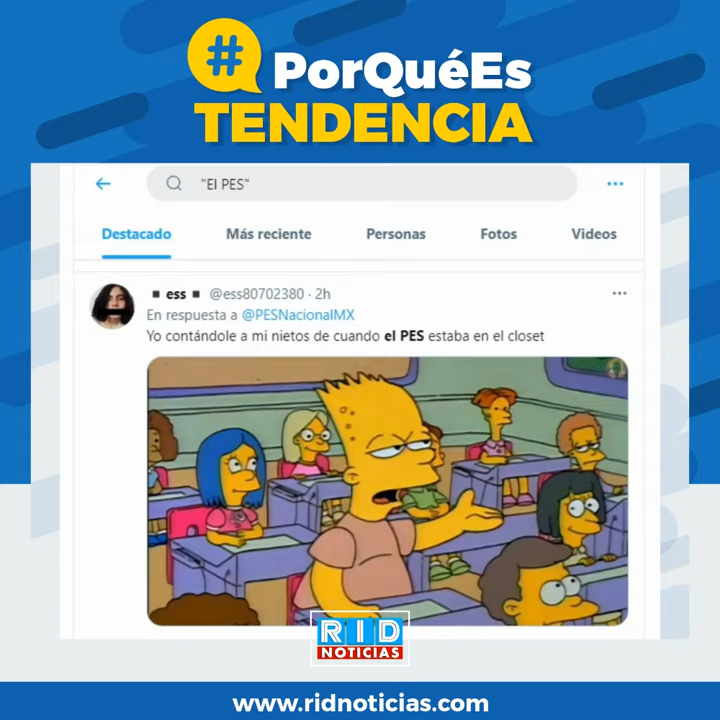 # PorQuéEs
TENDENCIA
"El PES"
Destacado Más reciente Personas Fotos Videos
▪ ess ▪ @ess80702380 · 2h
En respuesta a @PESNacionalMX
Yo contándole a mi nietos de cuando el PES estaba en el closet
RID
NOTICIAS
www.ridnoticias.com